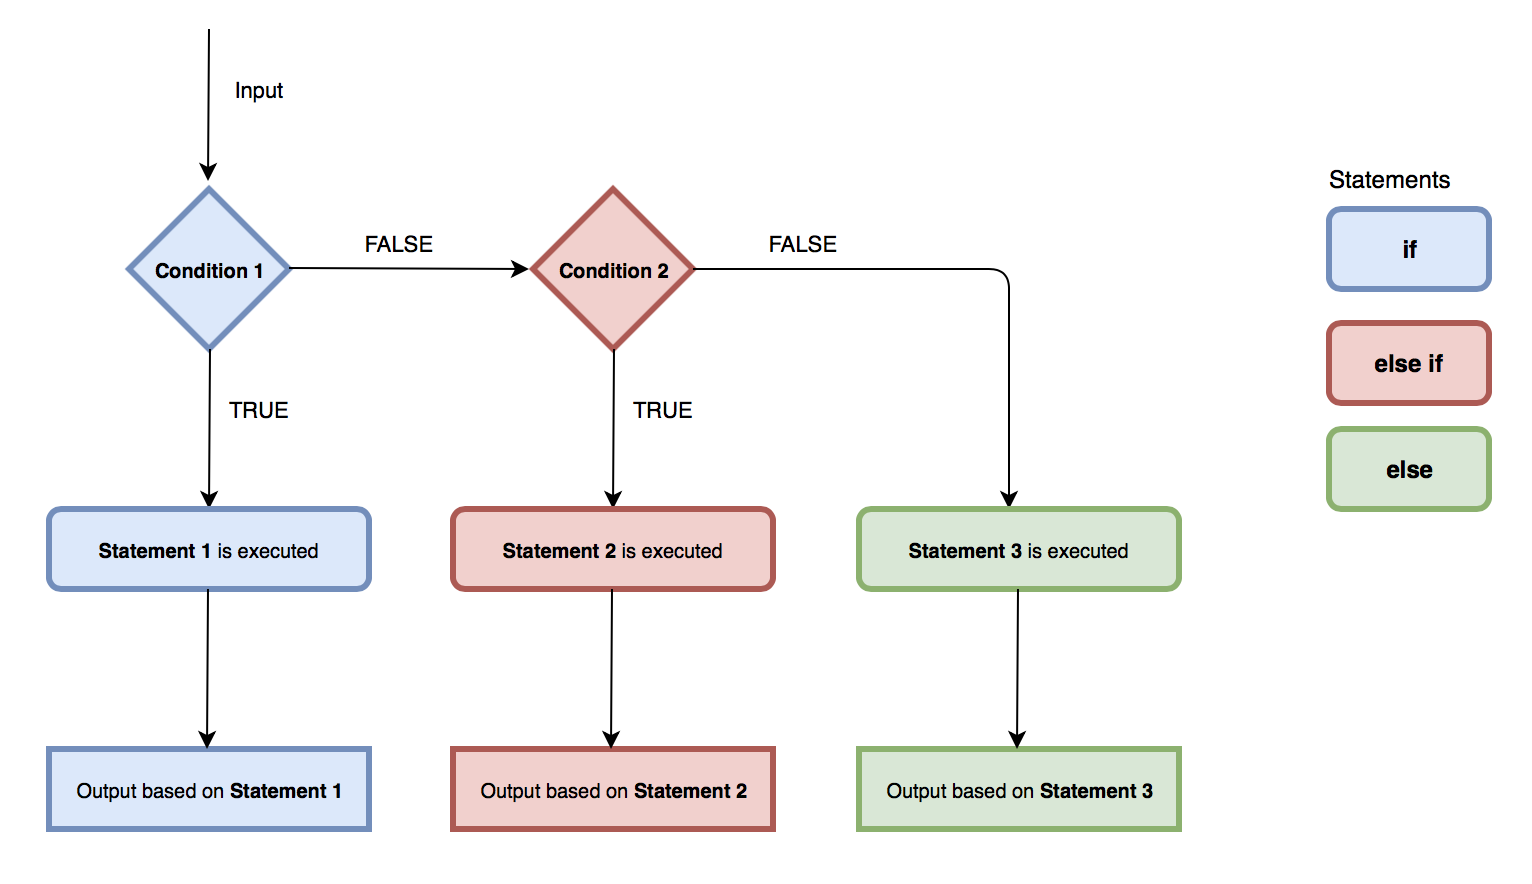 Input
Statements
if
FALSE
FALSE
Condition 1
Condition 2
else if
TRUE
TRUE
else
Statement 1 is executed
Statement 2 is executed
Statement 3 is executed
Output based on Statement 1
Output based on Statement 2
Output based on Statement 3